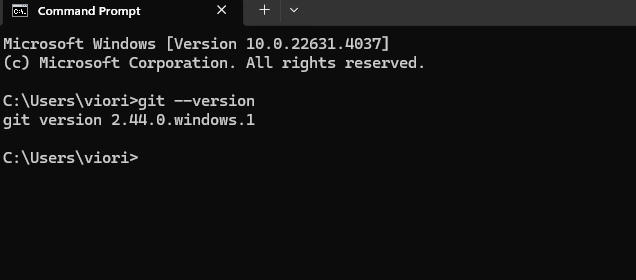 Command Prompt
Microsoft Windows [Version 10.0.22631.4037]
(c) Microsoft Corporation. All rights reserved.
C:\Users\viori>git --version
git version 2.44.0.windows.1
C:\Users\viori>